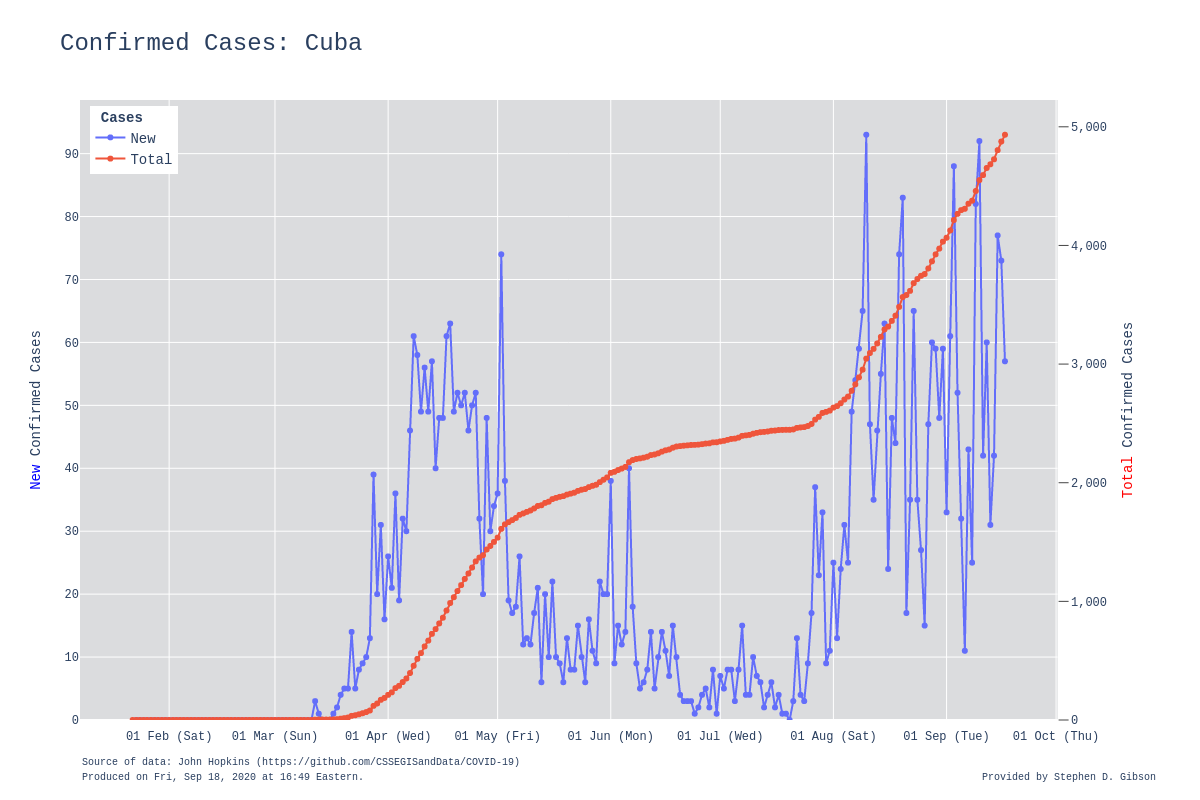 Confirmed Cases: Cuba
Cases
New
Total
90
80
70
60
50
40
30
20
10
0
5,000
4,000
3,000
2,000
1,000
0
New Confirmed Cases
Total Confirmed Cases
01 Feb (Sat) 01 Mar (Sun) 01 Apr (Wed) 01 May (Fri) 01 Jun (Mon) 01 Jul (Wed) 01 Aug (Sat) 01 Sep (Tue) 01 Oct (Thu)
Source of data: John Hopkins (https://github.com/CSSEGISandData/COVID-19)
Produced on Fri, Sep 18, 2020 at 16:49 Eastern.
Provided by Stephen D. Gibson